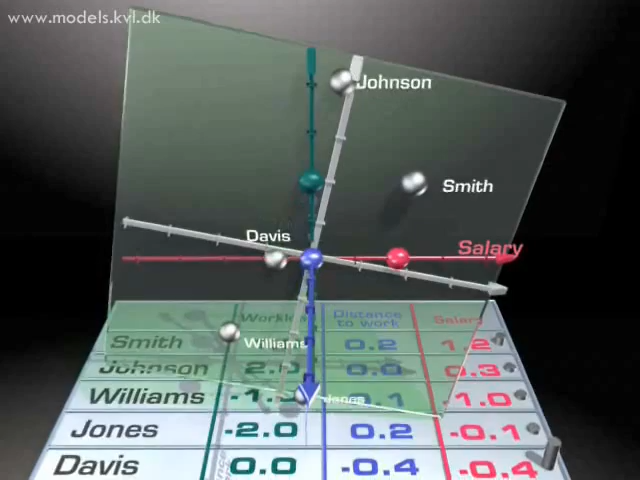 www.models.kvl.dk
Johnson
Smith
Davis
Salary
Distance
to work
Salary
Smith 0.2 1.2
Williams
Johnson 2.0 0.0 0.3
Jones
Williams 1.0
Jones -2.0 0.2 -0.1
Davis 0.0 -0.4 -0.4